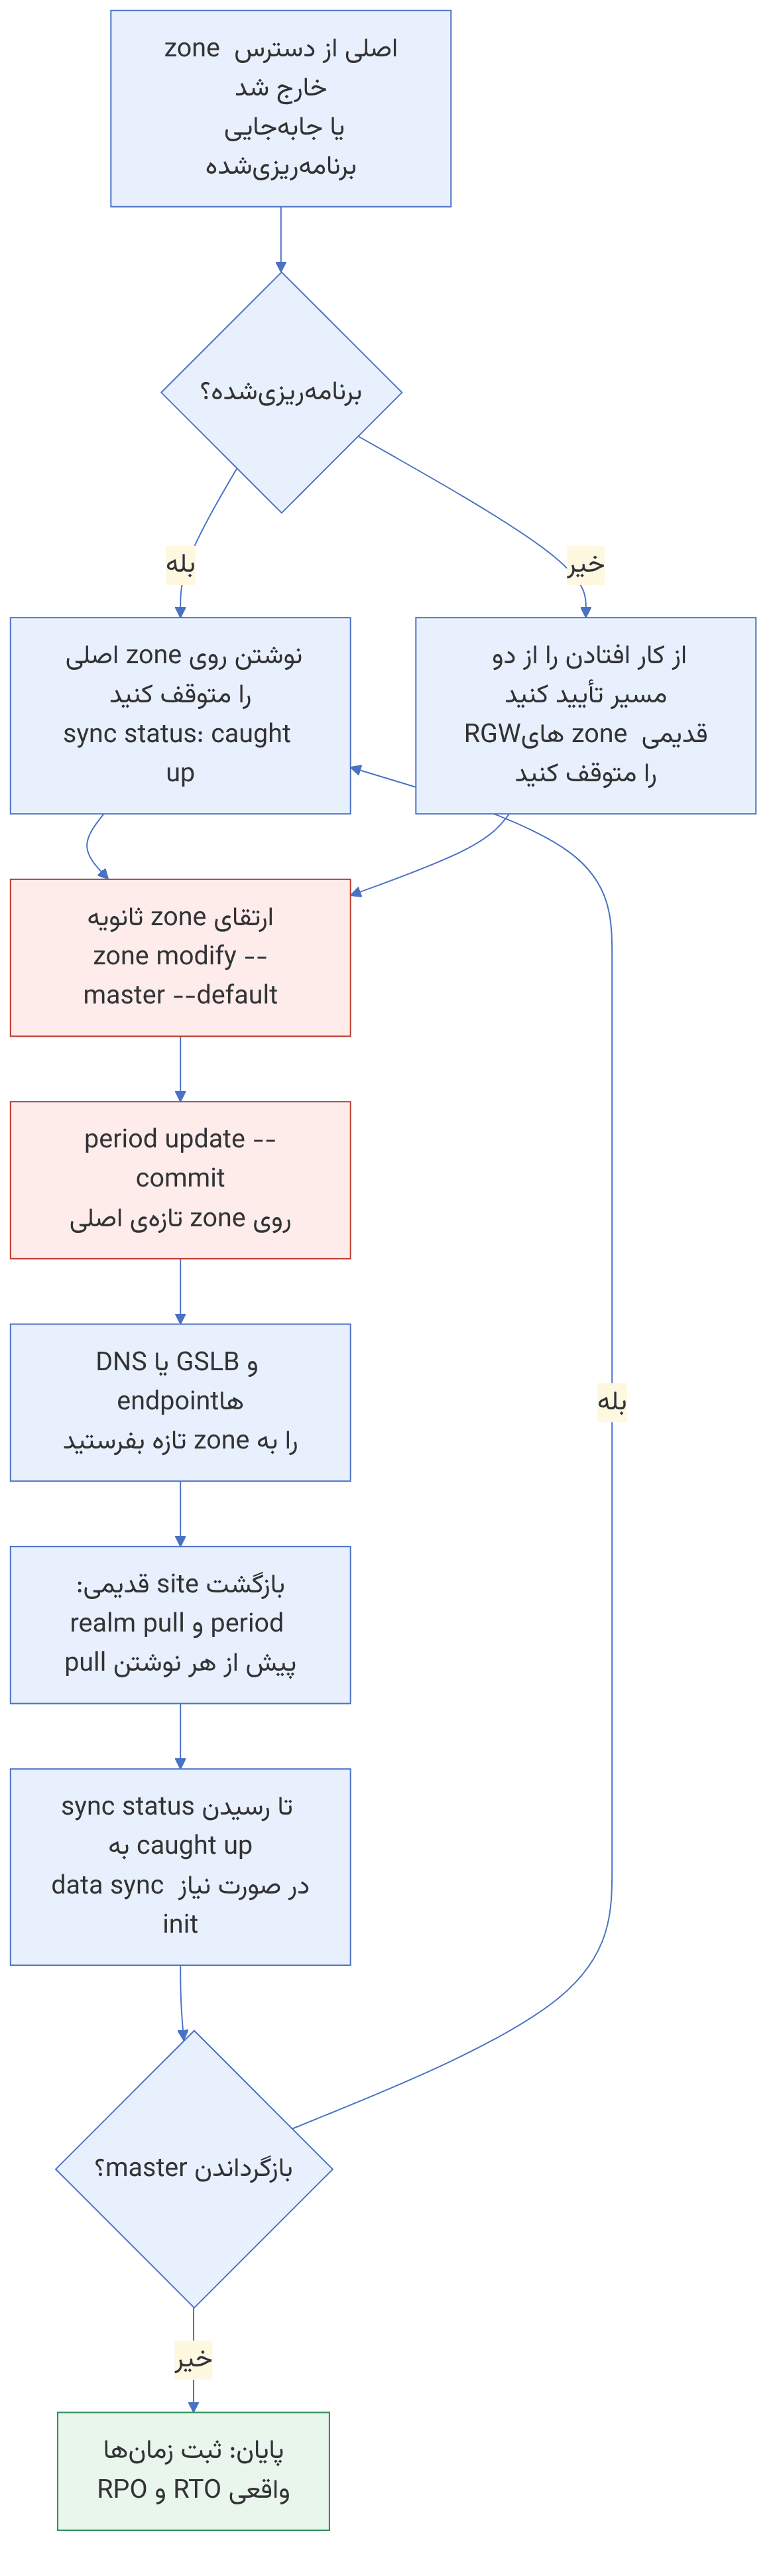 zone اصلی از دسترس
خارج شد
یا جابه‌جایی
برنامه‌ریزی‌شده
برنامه‌ریزی‌شده؟
بله
خیر
نوشتن روی zone اصلی
را متوقف کنید
sync status: caught
up
از کار افتادن را از دو
مسیر تأیید کنید
RGWهای zone قدیمی
را متوقف کنید
ارتقای zone ثانویه
zone modify --
master --default
period update --
commit
روی zone تازه‌ی اصلی
DNS یا GSLB و
endpointها
را به zone تازه بفرستید
بازگشت site قدیمی:
realm pull و period
pull پیش از هر نوشتن
sync status تا رسیدن
به caught up
data sync در صورت نیاز
init
بله
بازگرداندن master؟
خیر
پایان: ثبت زمان‌ها
RPO و RTO واقعی